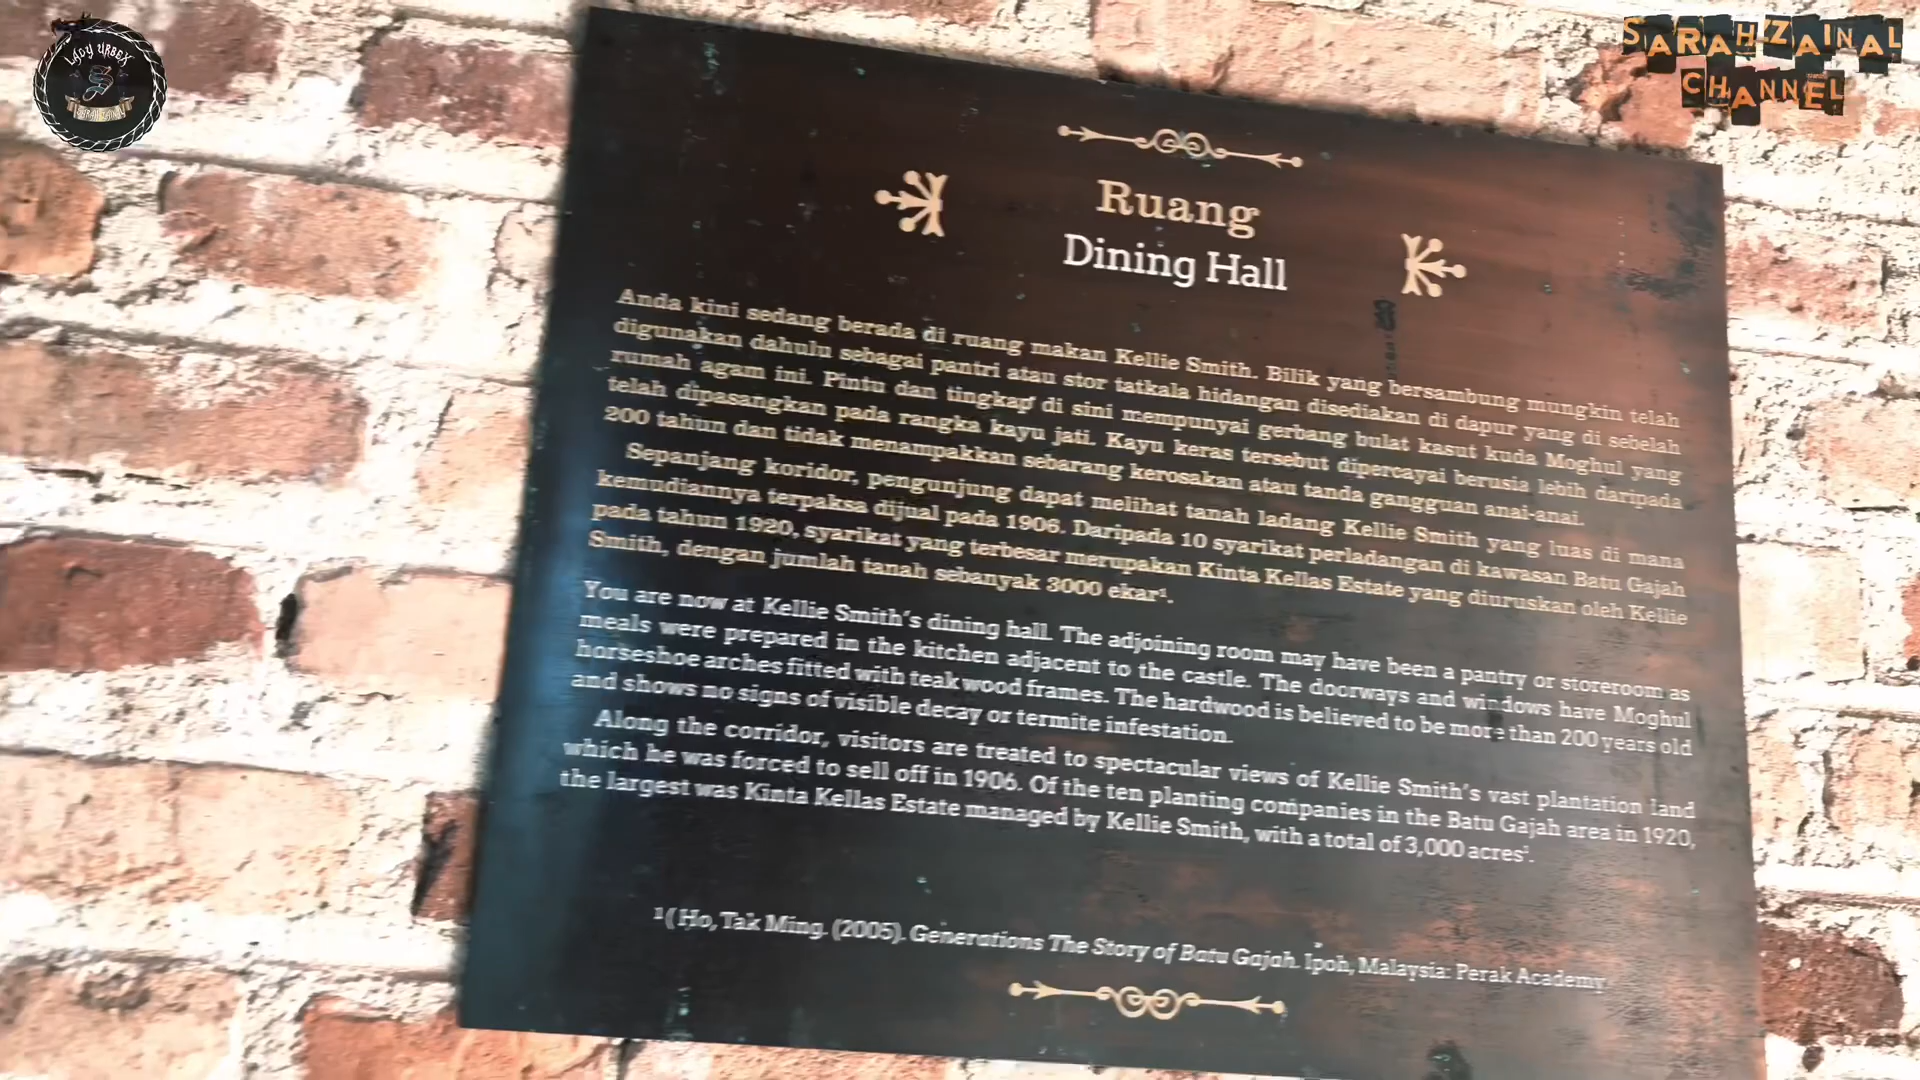 LADY URBEX
SARAH ZAINAL
CHANNEL
Ruang
Dining Hall
Anda kini sedang berada di ruang makan Kellie Smith. Bilik yang bersambung mungkin telah
digunakan dahulu sebagai pantri atau stor tatkala hidangan disediakan di dapur yang di sebelah
rumah agam ini. Pintu dan tingkap di sini mempunyai gerbang bulat kasut kuda Moghul yang
telah dipasangkan pada rangka kayu jati. Kayu keras tersebut dipercayai berusia lebih daripada
200 tahun dan tidak menampakkan sebarang kerosakan atau tanda gangguan anai-anai.
Sepanjang koridor, pengunjung dapat melihat tanah ladang Kellie Smith yang luas di mana
kemudiannya terpaksa dijual pada 1906. Daripada 10 syarikat perladangan di kawasan Batu Gajah
pada tahun 1920, syarikat yang terbesar merupakan Kinta Kellas Estate yang diuruskan oleh Kellie
Smith, dengan jumlah tanah sebanyak 3000 ekar¹.
You are now at Kellie Smith's dining hall. The adjoining room may have been a pantry or storeroom as
meals were prepared in the kitchen adjacent to the castle. The doorways and windows have Moghul
horseshoe arches fitted with teak wood frames. The hardwood is believed to be more than 200 years old
and shows no signs of visible decay or termite infestation.
Along the corridor, visitors are treated to spectacular views of Kellie Smith's vast plantation land
which he was forced to sell off in 1906. Of the ten planting companies in the Batu Gajah area in 1920,
the largest was Kinta Kellas Estate managed by Kellie Smith, with a total of 3,000 acres¹.
¹( Ho, Tak Ming. (2005). Generations The Story of Batu Gajah. Ipoh, Malaysia: Perak Academy